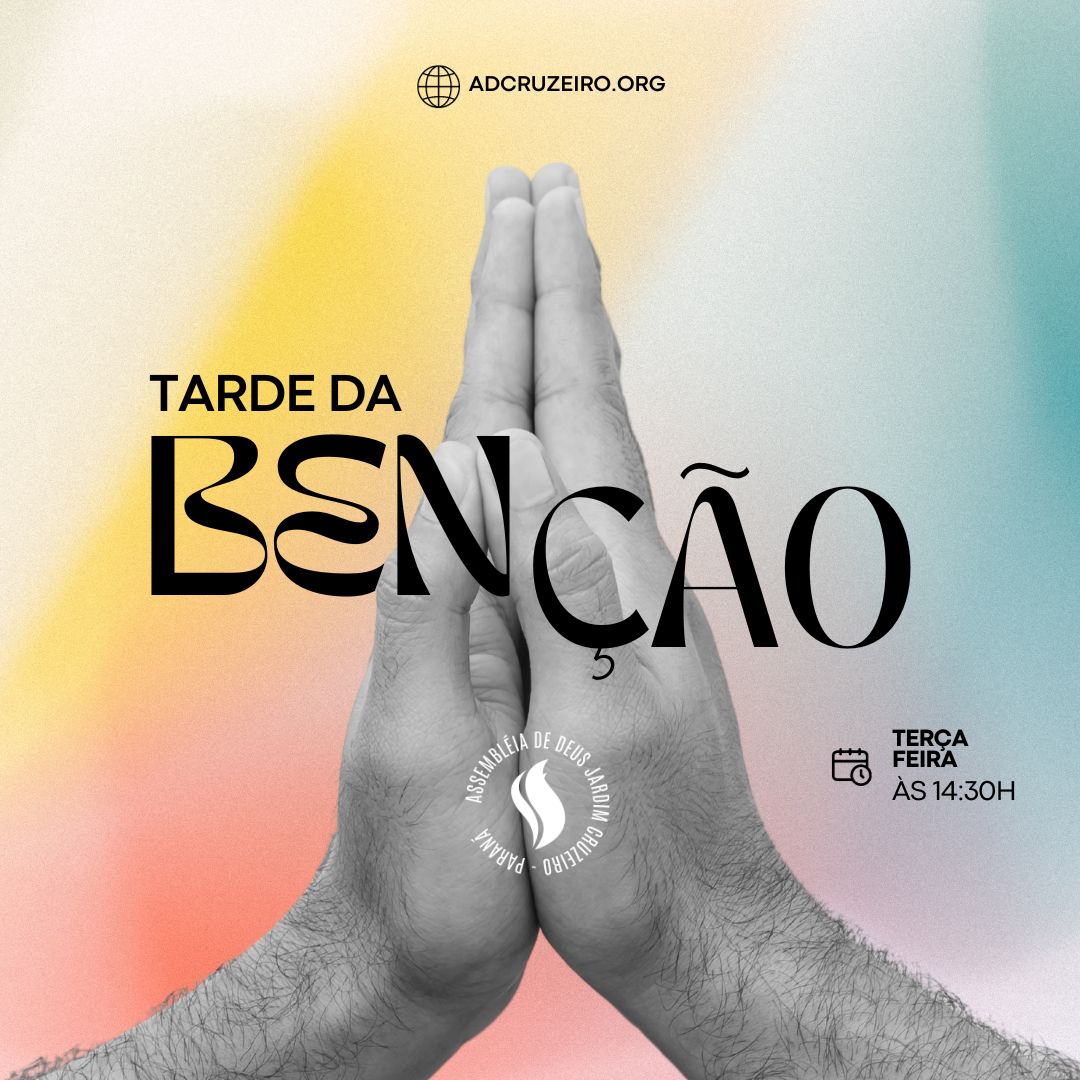 ADCRUZEIRO.ORG
TARDE DA
BENÇÃO
ASSEMBLÉIA DE DEUS JARDIM CRUZEIRO - PARANÁ
TERÇA
FEIRA
ÀS 14:30H